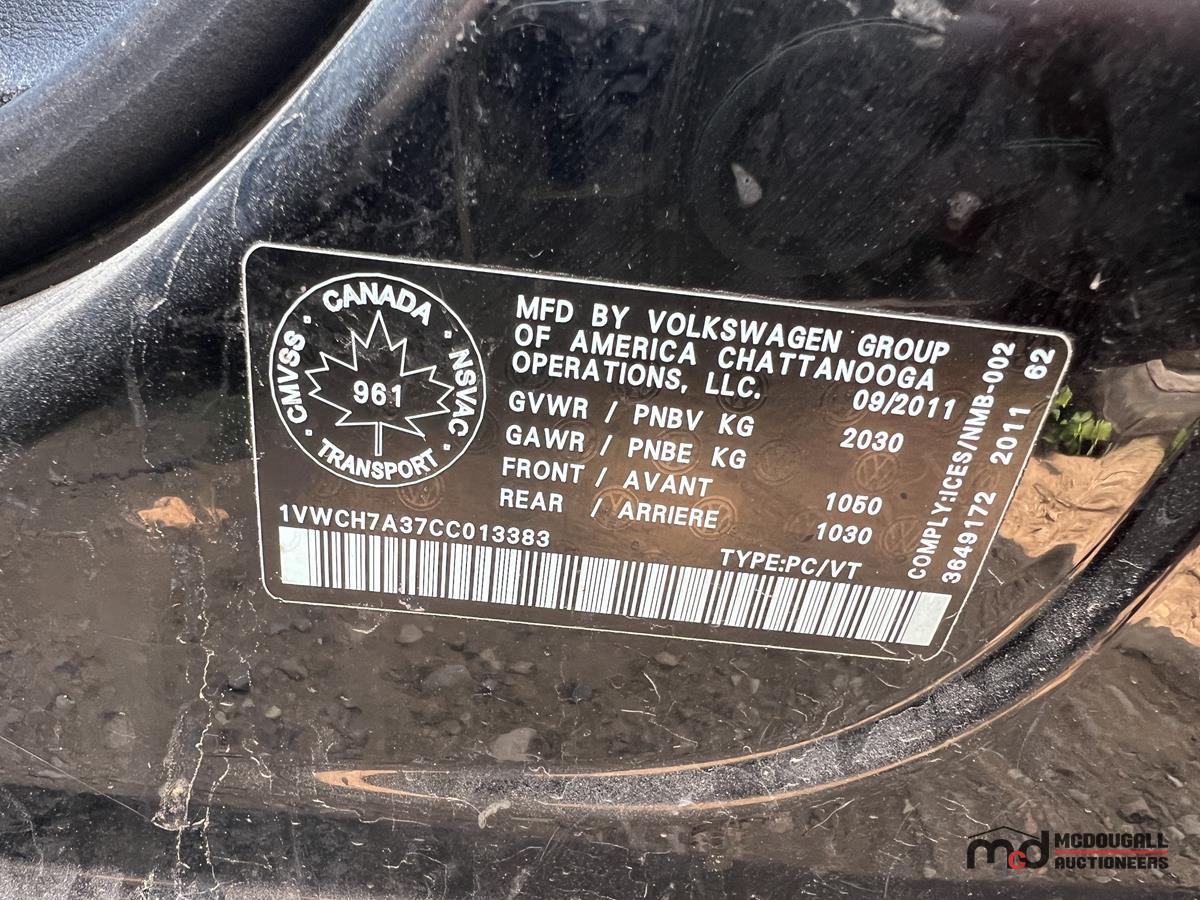 CANADA
CMVSS
NSVAC
961
TRANSPORT
MFD BY VOLKSWAGEN GROUP
OF AMERICA CHATTANOOGA
OPERATIONS, LLC.
09/2011
GVWR / PNBV KG 2030
GAWR / PNBE KG
FRONT / AVANT 1050
REAR / ARRIERE 1030
1VWCH7A37CC013383
TYPE:PC/VT
COMPLY:ICES/NMB-002
3649172 2011 62
mcd MCDOUGALL
AUCTIONEERS